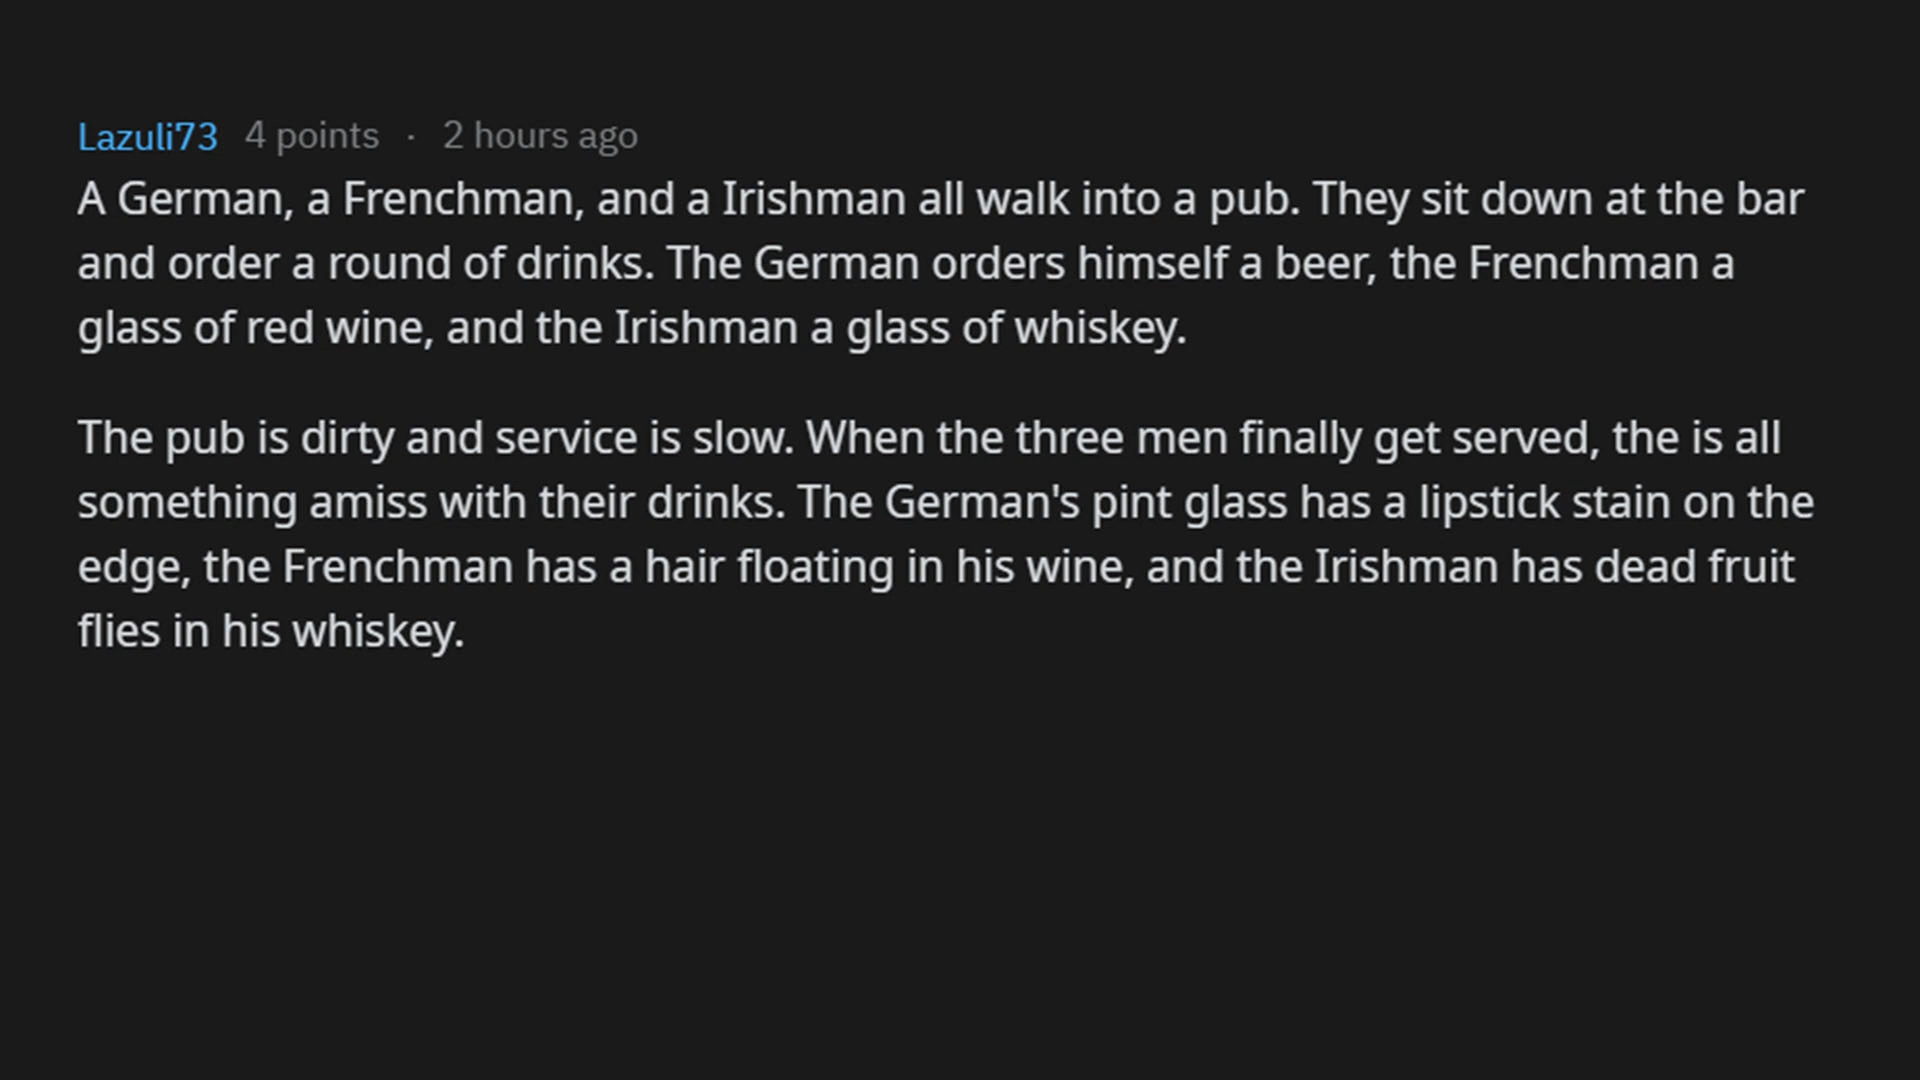 Lazuli73 4 points · 2 hours ago
A German, a Frenchman, and a Irishman all walk into a pub. They sit down at the bar
and order a round of drinks. The German orders himself a beer, the Frenchman a
glass of red wine, and the Irishman a glass of whiskey.
The pub is dirty and service is slow. When the three men finally get served, the is all
something amiss with their drinks. The German's pint glass has a lipstick stain on the
edge, the Frenchman has a hair floating in his wine, and the Irishman has dead fruit
flies in his whiskey.